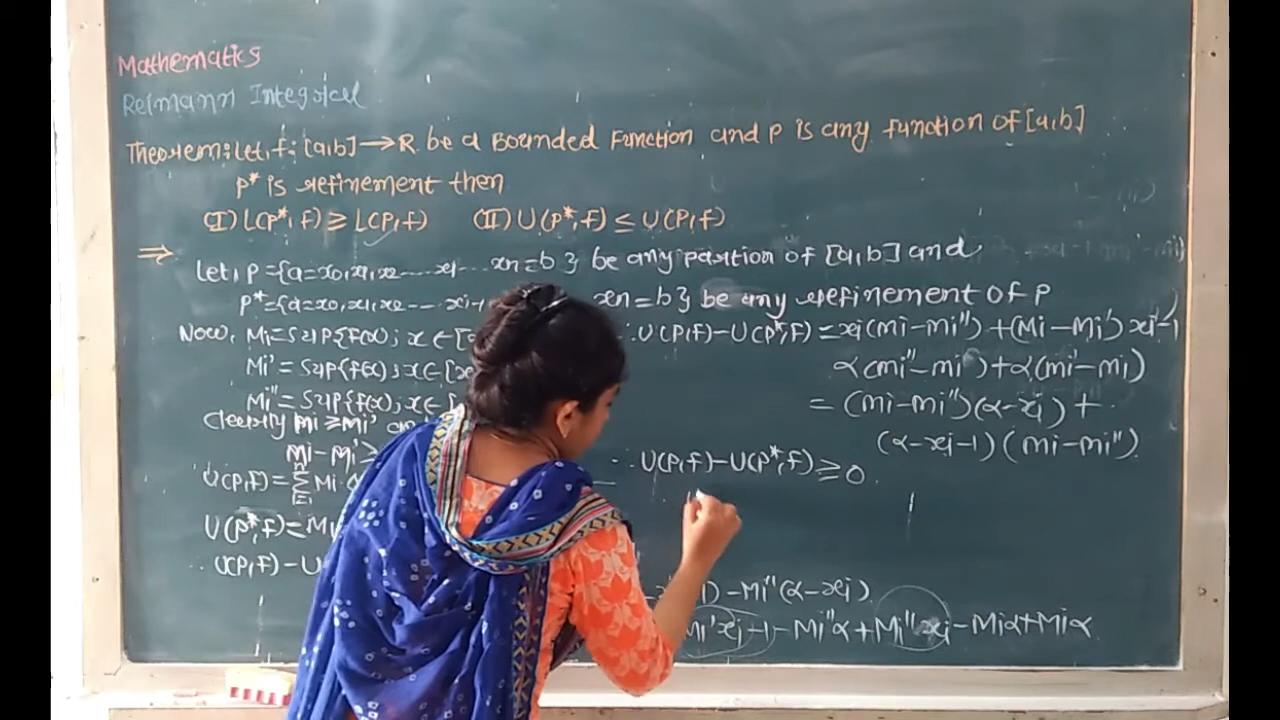 Mathematics
Reimann Integral
Theorem: Let, f: [a,b] → R be a Bounded Function and P is any function of [a,b]
P* is refinement then
(I) L(P*, f) ≥ L(P, f) (II) U(P*, f) ≤ U(P, f)
⇒ Let, P = {a = x0, x1, x2 .... xi .... xn = b} be any partion of [a,b] and
P* = {a = x0, x1, x2 .... xi-1 xn = b} be any refinement of P
Now, Mi = Sup{f(x); x ∈ [
Mi' = Sup{f(x); x ∈ [
Mi'' = Sup{f(x); x ∈ [
Clearly Mi ≥ Mi'
Mi - Mi' ≥
U(P, f) = Σ Mi
U(P*, f) = Mi
∴ U(P, f) - U
∴ U(P, f) - U(P*, f) = xi(mi - mi'') + (Mi - Mi') xi-1
α(mi'' - mi) + α(mi' - mi)
= (mi - mi'')(α - xi) +
(α - xi-1) (mi - mi'')
∴ U(P, f) - U(P*, f) ≥ 0
1) - Mi''(α - xi)
Mi'xi-1 - Mi''α + Mi''xi - Miα + Miα